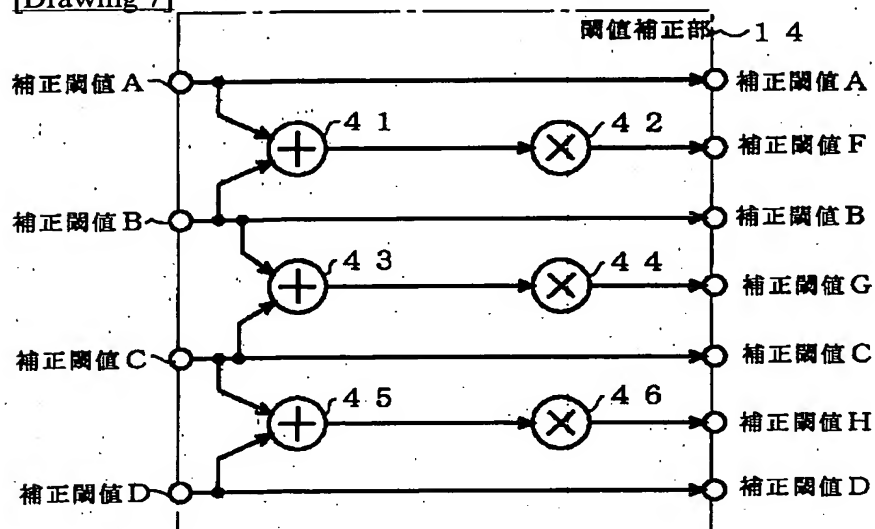 [Drawing 7]
閾値補正部 14
補正閾値A 補正閾値A
41 42 補正閾値F
補正閾値B 補正閾値B
43 44 補正閾値G
補正閾値C 補正閾値C
45 46 補正閾値H
補正閾値D 補正閾値D